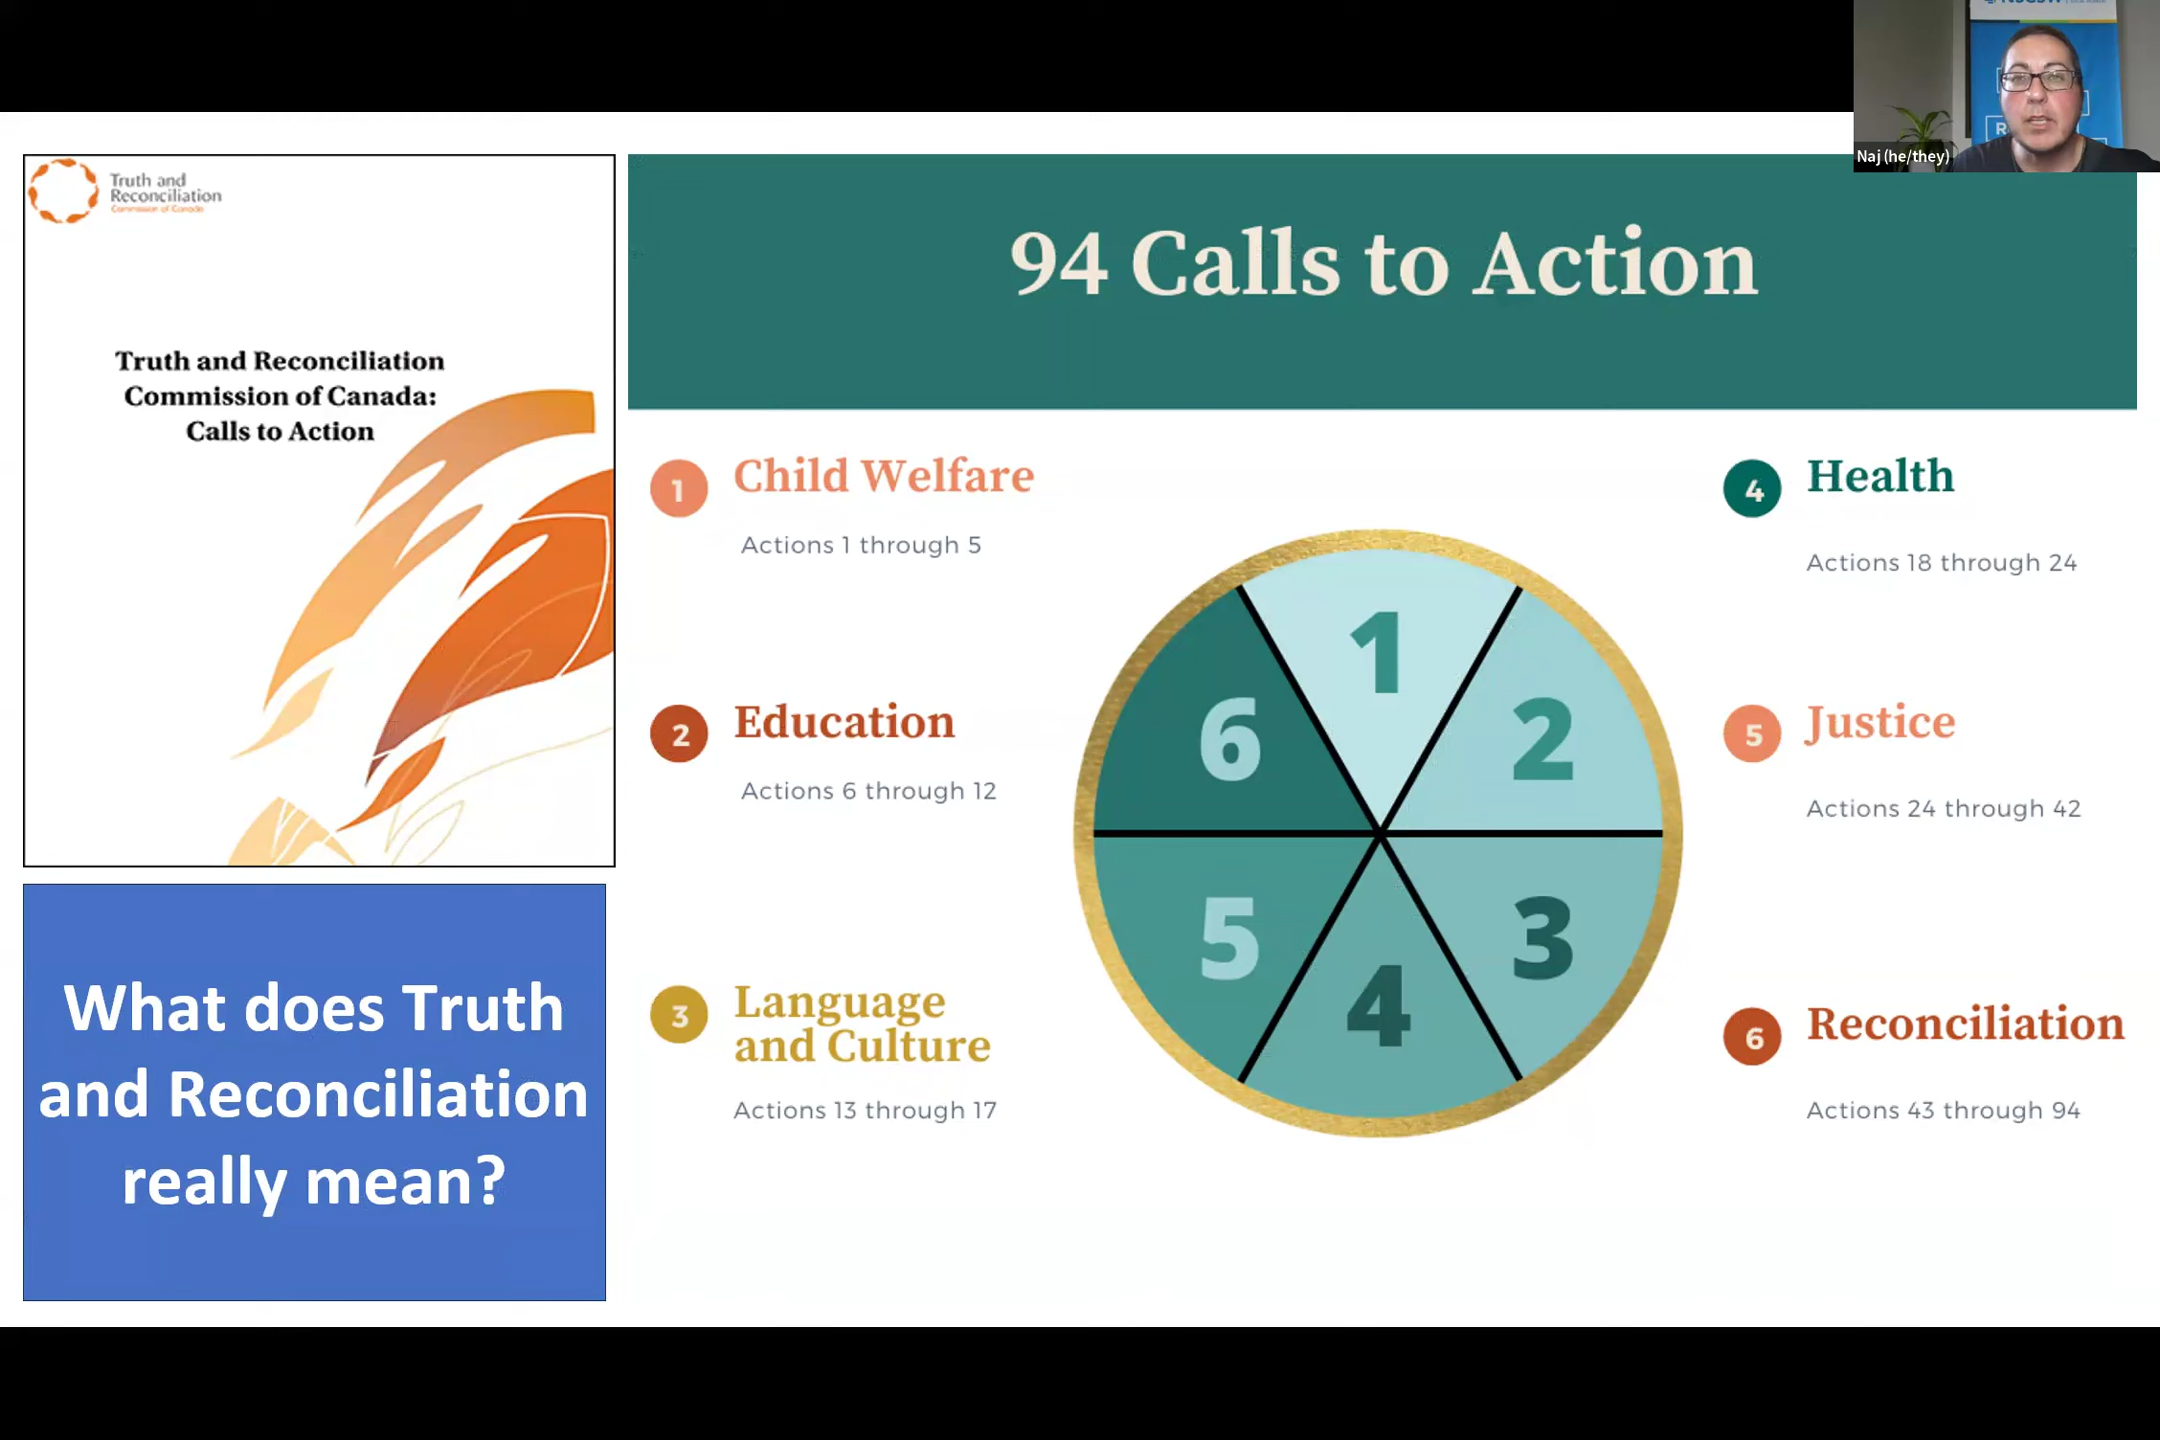 Naj (he/they)
Truth and
Reconciliation
Commission of Canada
Truth and Reconciliation
Commission of Canada:
Calls to Action
What does Truth
and Reconciliation
really mean?
94 Calls to Action
1 Child Welfare
Actions 1 through 5
2 Education
Actions 6 through 12
3 Language
and Culture
Actions 13 through 17
1
2
3
4
5
6
4 Health
Actions 18 through 24
5 Justice
Actions 24 through 42
6 Reconciliation
Actions 43 through 94